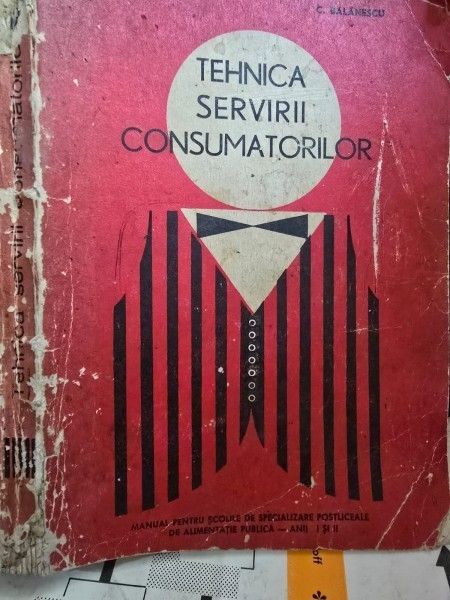 C. BĂLĂNESCU
TEHNICA
SERVIRII
CONSUMATORILOR
MANUAL PENTRU ȘCOLILE DE SPECIALIZARE POSTLICEALE
DE ALIMENTAȚIE PUBLICĂ — ANII I ȘI II
Tehnica servirii consumatorilor
off